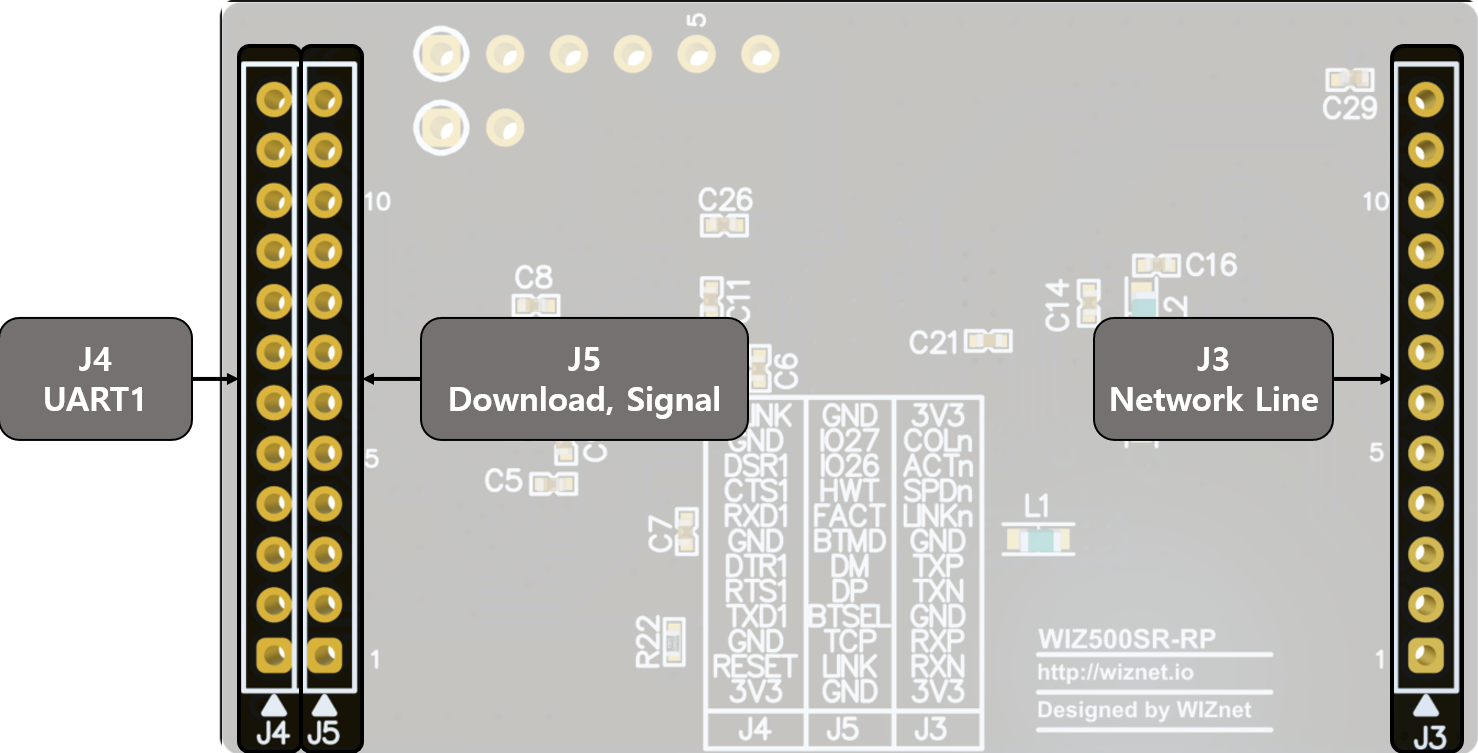 5
C29
10
10
C26
C8
C11
C14
C16
2
C21
C6
J4
UART1
J5
Download, Signal
J3
Network Line
5
5
C5
C7
L1
R22
1
1
GND 3V3
GND IO27 COLn
DSR1 IO26 ACTn
CTS1 HWT SPDn
RXD1 FACT LINKn
GND BTMD GND
DTR1 DM TXP
RTS1 DP TXN
TXD1 BTSEL GND
GND TCP RXP
RESET LINK RXN
3V3 GND 3V3
J4 J5 J3
WIZ500SR-RP
http://wiznet.io
Designed by WIZnet
J4 J5
J3